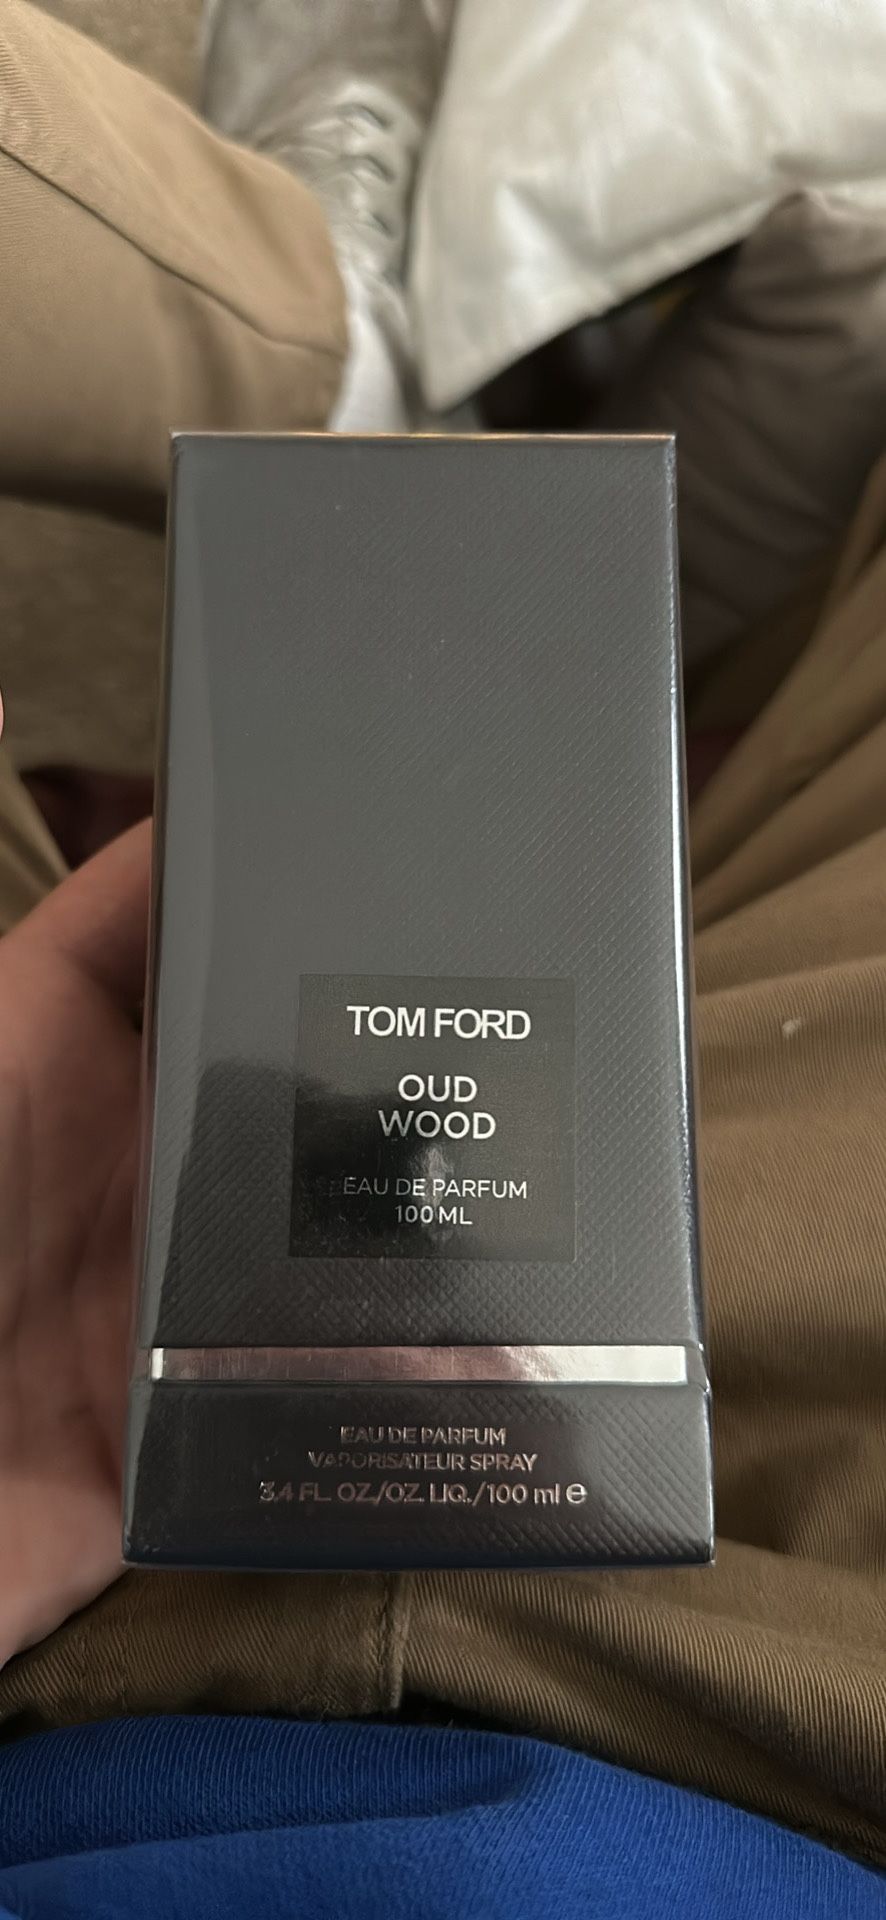 TOM FORD
OUD
WOOD
EAU DE PARFUM
100 ML
EAU DE PARFUM
VAPORISATEUR SPRAY
3.4 FL. OZ./OZ. LIQ./100 ml ℮